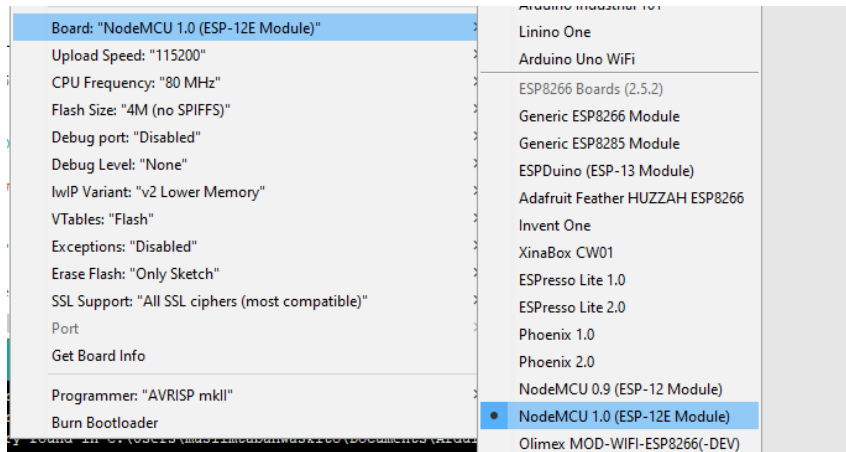 Board: "NodeMCU 1.0 (ESP-12E Module)"
Upload Speed: "115200"
CPU Frequency: "80 MHz"
Flash Size: "4M (no SPIFFS)"
Debug port: "Disabled"
Debug Level: "None"
lwIP Variant: "v2 Lower Memory"
VTables: "Flash"
Exceptions: "Disabled"
Erase Flash: "Only Sketch"
SSL Support: "All SSL ciphers (most compatible)"
Port
Get Board Info
Programmer: "AVRISP mkII"
Burn Bootloader
Arduino Industrial 101
Linino One
Arduino Uno WiFi
ESP8266 Boards (2.5.2)
Generic ESP8266 Module
Generic ESP8285 Module
ESPDuino (ESP-13 Module)
Adafruit Feather HUZZAH ESP8266
Invent One
XinaBox CW01
ESPresso Lite 1.0
ESPresso Lite 2.0
Phoenix 1.0
Phoenix 2.0
NodeMCU 0.9 (ESP-12 Module)
NodeMCU 1.0 (ESP-12E Module)
Olimex MOD-WIFI-ESP8266(-DEV)